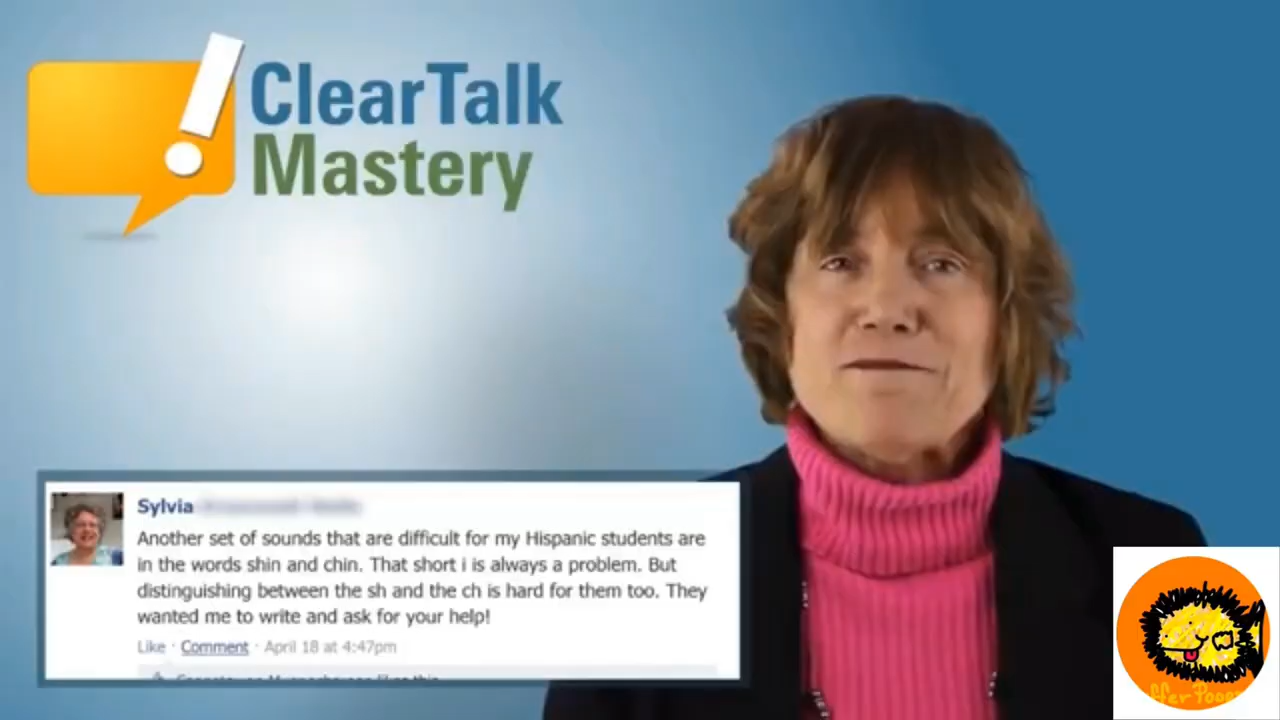 ClearTalk
Mastery
Sylvia
Another set of sounds that are difficult for my Hispanic students are
in the words shin and chin. That short i is always a problem. But
distinguishing between the sh and the ch is hard for them too. They
wanted me to write and ask for your help!
Like · Comment · April 18 at 4:47pm